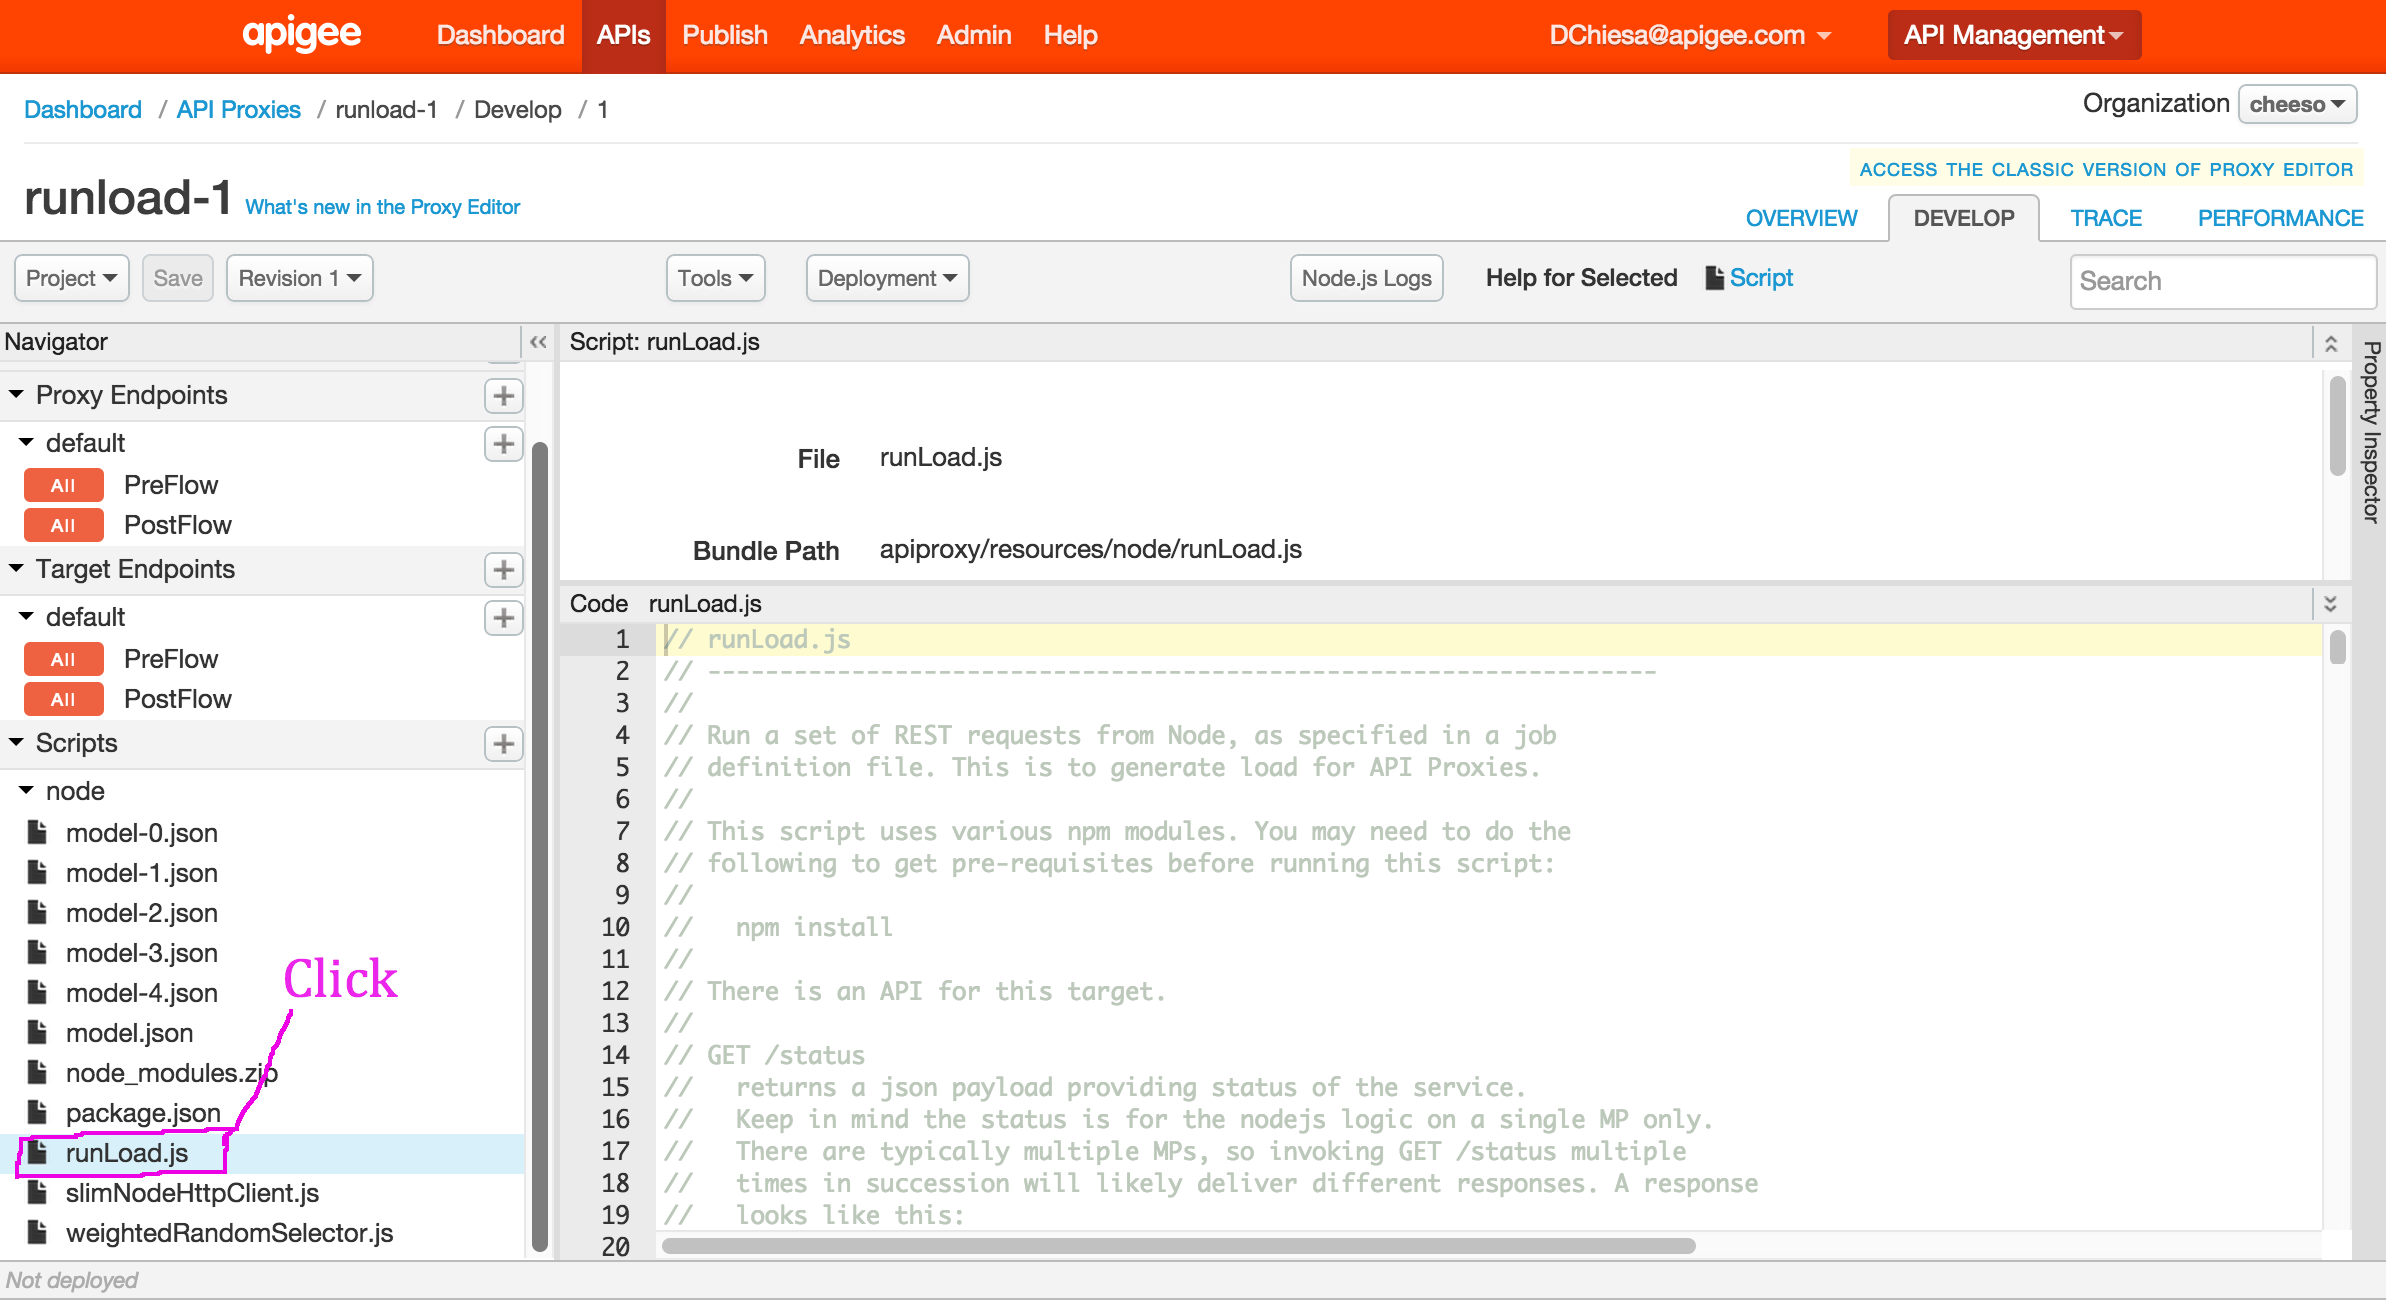 apigee Dashboard APIs Publish Analytics Admin Help DChiesa@apigee.com API Management
Dashboard / API Proxies / runload-1 / Develop / 1
Organization cheeso
ACCESS THE CLASSIC VERSION OF PROXY EDITOR
runload-1 What's new in the Proxy Editor
OVERVIEW DEVELOP TRACE PERFORMANCE
Project Save Revision 1 Tools Deployment Node.js Logs Help for Selected Script Search
Navigator
Proxy Endpoints
default
All PreFlow
All PostFlow
Target Endpoints
default
All PreFlow
All PostFlow
Scripts
node
model-0.json
model-1.json
model-2.json
model-3.json
model-4.json
model.json
node_modules.zip
package.json
runLoad.js
slimNodeHttpClient.js
weightedRandomSelector.js
Click
Script: runLoad.js
File runLoad.js
Bundle Path apiproxy/resources/node/runLoad.js
Code runLoad.js
1 // runLoad.js
2 // ------------------------------------------------------------------
3 //
4 // Run a set of REST requests from Node, as specified in a job
5 // definition file. This is to generate load for API Proxies.
6 //
7 // This script uses various npm modules. You may need to do the
8 // following to get pre-requisites before running this script:
9 //
10 //   npm install
11 //
12 // There is an API for this target.
13 //
14 // GET /status
15 //   returns a json payload providing status of the service.
16 //   Keep in mind the status is for the nodejs logic on a single MP only.
17 //   There are typically multiple MPs, so invoking GET /status multiple
18 //   times in succession will likely deliver different responses. A response
19 //   looks like this:
20
Property Inspector
Not deployed